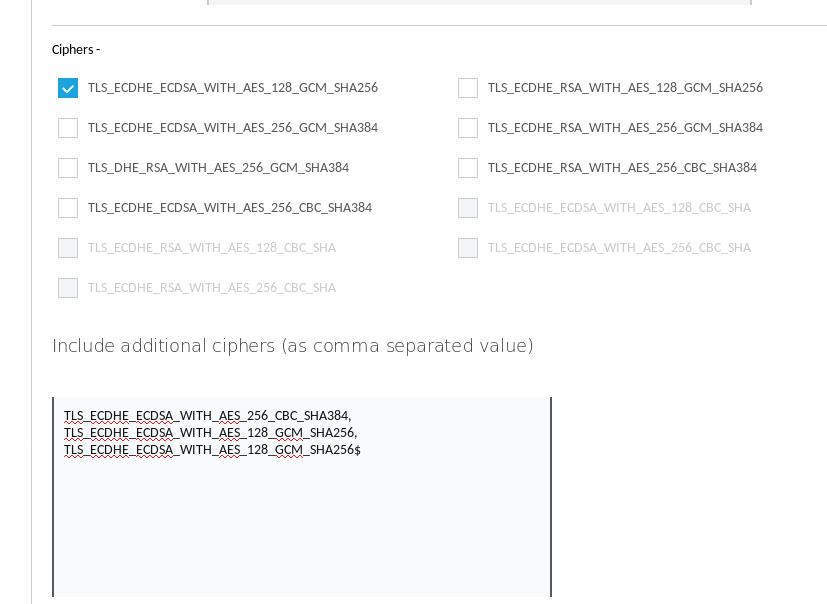 Ciphers -
TLS_ECDHE_ECDSA_WITH_AES_128_GCM_SHA256 TLS_ECDHE_RSA_WITH_AES_128_GCM_SHA256
TLS_ECDHE_ECDSA_WITH_AES_256_GCM_SHA384 TLS_ECDHE_RSA_WITH_AES_256_GCM_SHA384
TLS_DHE_RSA_WITH_AES_256_GCM_SHA384 TLS_ECDHE_RSA_WITH_AES_256_CBC_SHA384
TLS_ECDHE_ECDSA_WITH_AES_256_CBC_SHA384 TLS_ECDHE_ECDSA_WITH_AES_128_CBC_SHA
TLS_ECDHE_RSA_WITH_AES_128_CBC_SHA TLS_ECDHE_ECDSA_WITH_AES_256_CBC_SHA
TLS_ECDHE_RSA_WITH_AES_256_CBC_SHA
Include additional ciphers (as comma separated value)
TLS_ECDHE_ECDSA_WITH_AES_256_CBC_SHA384,
TLS_ECDHE_ECDSA_WITH_AES_128_GCM_SHA256,
TLS_ECDHE_ECDSA_WITH_AES_128_GCM_SHA256$